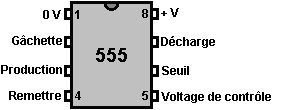 0 V 1 8 + V
Gâchette Décharge
555
Production Seuil
Remettre 4 5 Voltage de contrôle